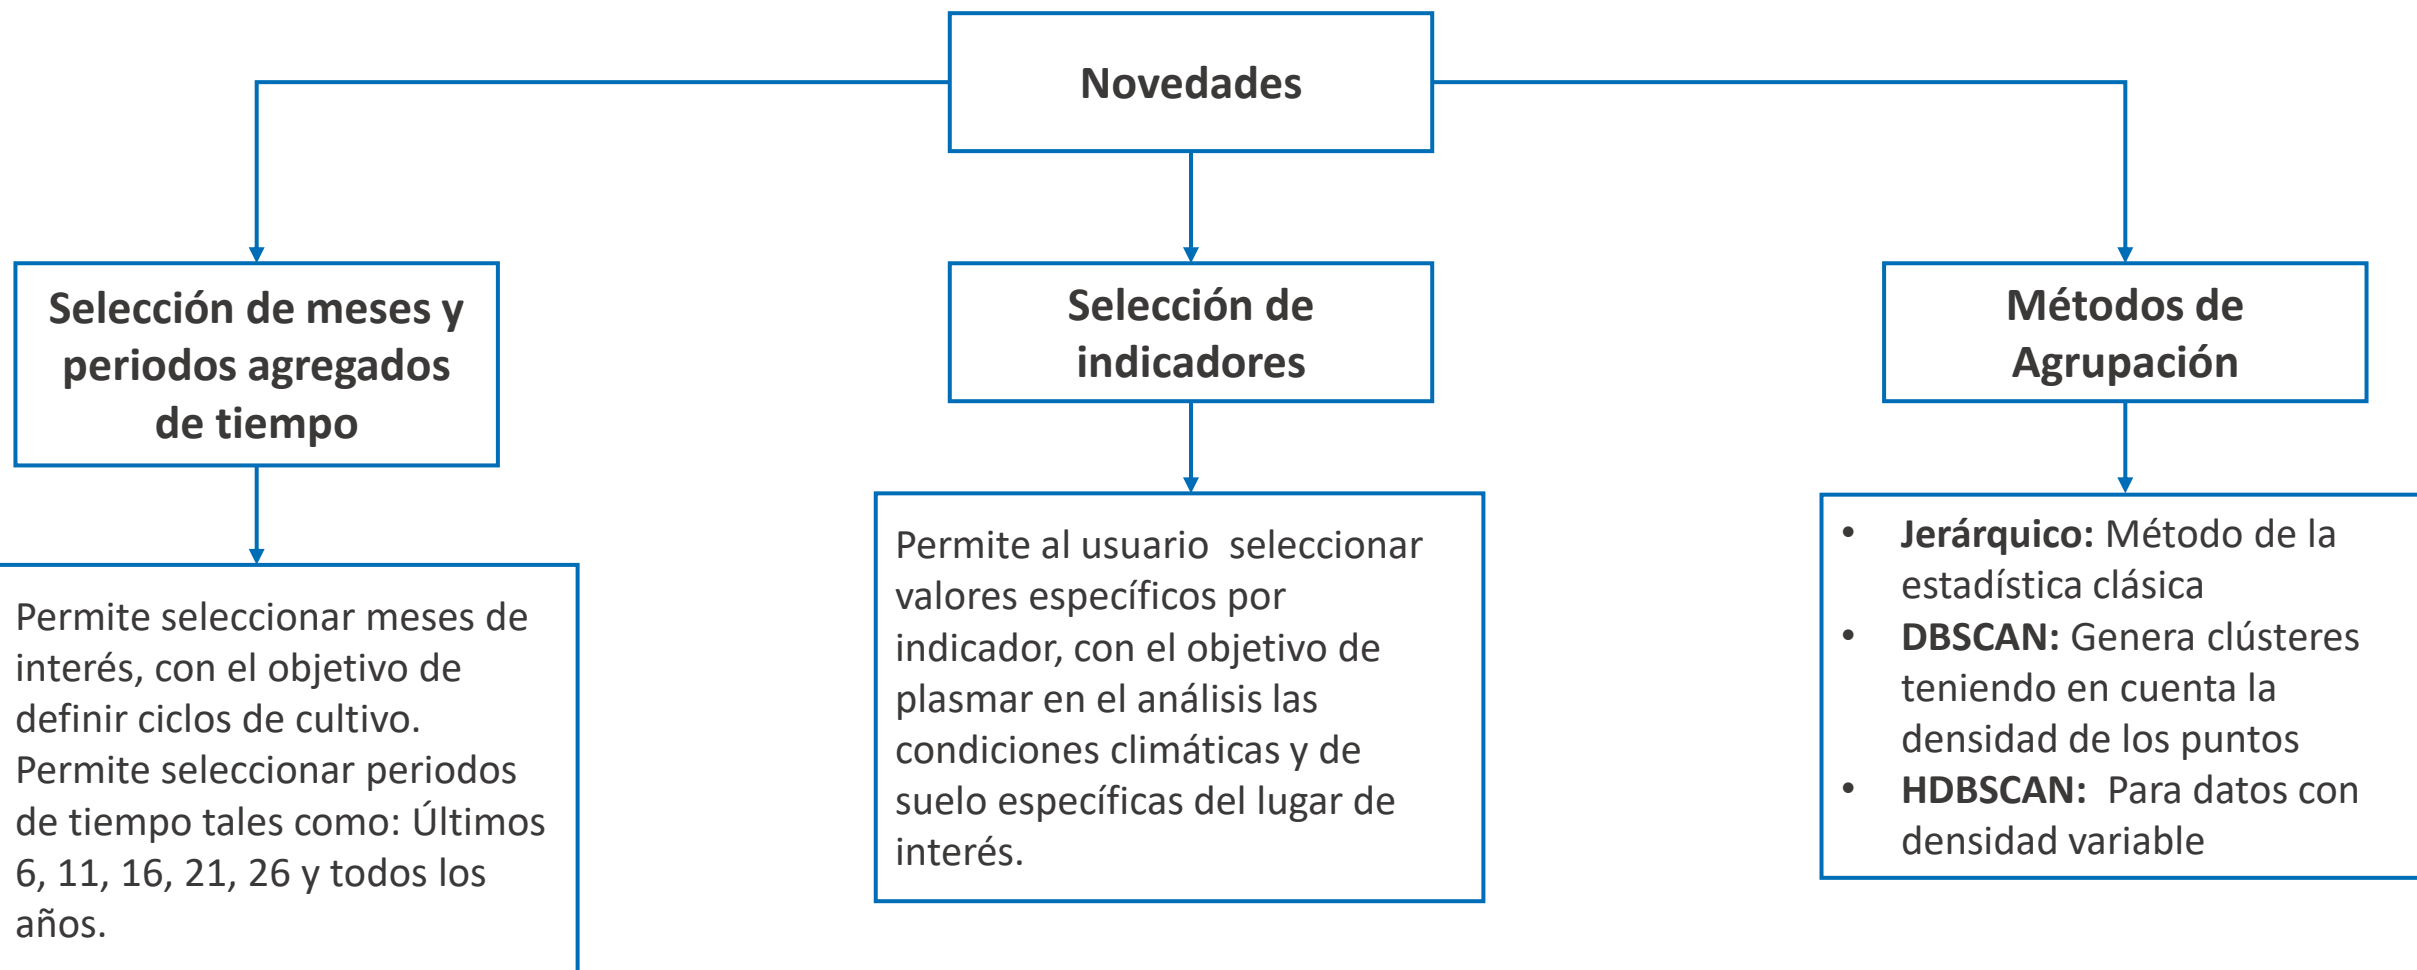 Novedades
Selección de meses y
periodos agregados
de tiempo
Selección de
indicadores
Métodos de
Agrupación
Permite seleccionar meses de
interés, con el objetivo de
definir ciclos de cultivo.
Permite seleccionar periodos
de tiempo tales como: Últimos
6, 11, 16, 21, 26 y todos los
años.
Permite al usuario  seleccionar
valores específicos por
indicador, con el objetivo de
plasmar en el análisis las
condiciones climáticas y de
suelo específicas del lugar de
interés.
• Jerárquico: Método de la
estadística clásica
• DBSCAN: Genera clústeres
teniendo en cuenta la
densidad de los puntos
• HDBSCAN:  Para datos con
densidad variable